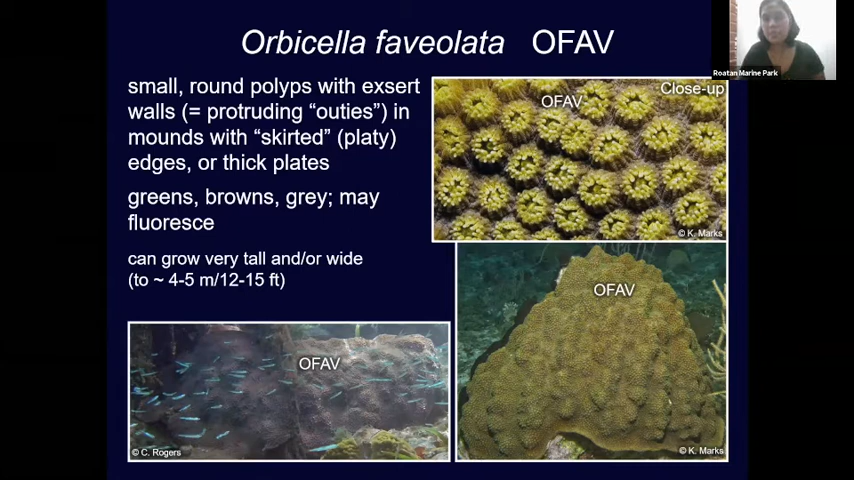 Orbicella faveolata OFAV
Roatan Marine Park
small, round polyps with exsert
walls (= protruding “outies”) in
mounds with “skirted” (platy)
edges, or thick plates
greens, browns, grey; may
fluoresce
can grow very tall and/or wide
(to ~ 4-5 m/12-15 ft)
Close-up
OFAV
© K. Marks
OFAV
© K. Marks
OFAV
© C. Rogers